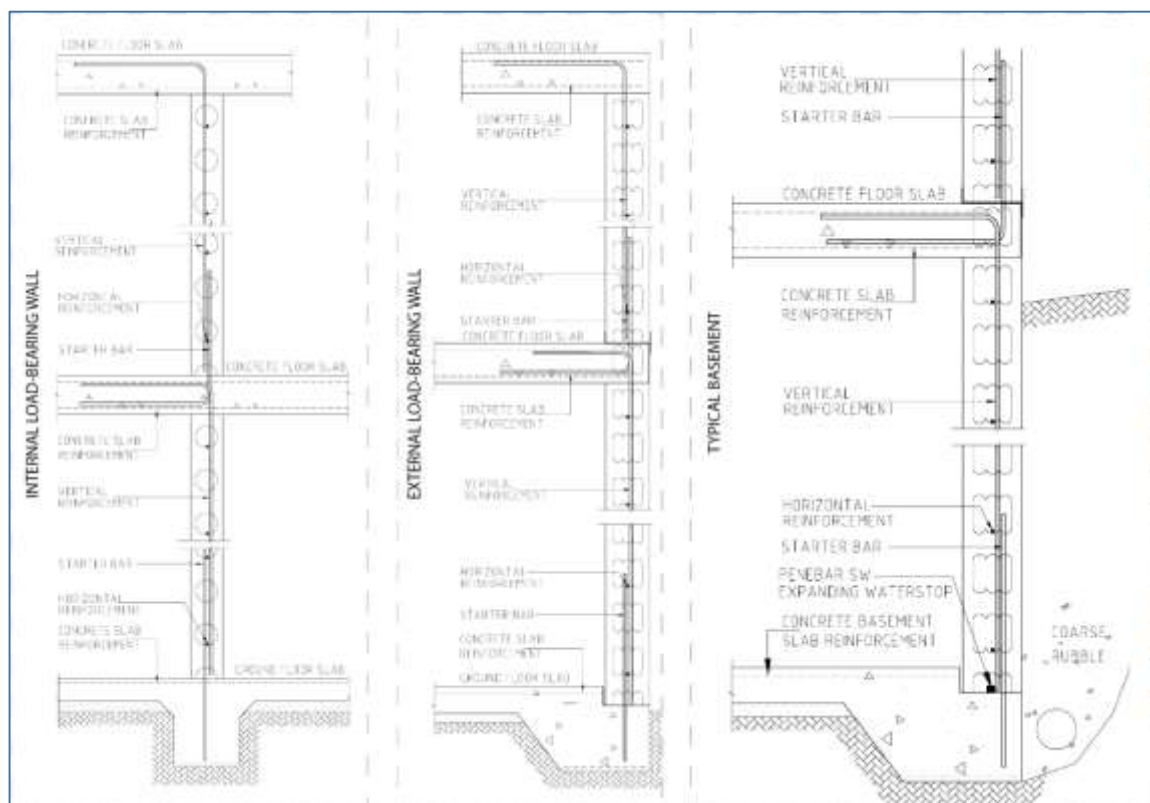 INTERNAL LOAD-BEARING WALL
CONCRETE FLOOR SLAB
CONCRETE SLAB
REINFORCEMENT
VERTICAL
REINFORCEMENT
HORIZONTAL
REINFORCEMENT
STARTER BAR
CONCRETE FLOOR SLAB
CONCRETE SLAB
REINFORCEMENT
VERTICAL
REINFORCEMENT
STARTER BAR
HORIZONTAL
REINFORCEMENT
CONCRETE SLAB
REINFORCEMENT
GROUND FLOOR SLAB
EXTERNAL LOAD-BEARING WALL
CONCRETE FLOOR SLAB
CONCRETE SLAB
REINFORCEMENT
VERTICAL
REINFORCEMENT
HORIZONTAL
REINFORCEMENT
STARTER BAR
CONCRETE FLOOR SLAB
CONCRETE SLAB
REINFORCEMENT
VERTICAL
REINFORCEMENT
HORIZONTAL
REINFORCEMENT
STARTER BAR
CONCRETE SLAB
REINFORCEMENT
GROUND FLOOR SLAB
TYPICAL BASEMENT
VERTICAL
REINFORCEMENT
STARTER BAR
CONCRETE FLOOR SLAB
CONCRETE SLAB
REINFORCEMENT
VERTICAL
REINFORCEMENT
HORIZONTAL
REINFORCEMENT
STARTER BAR
PENEBAR SW
EXPANDING WATERSTOP
CONCRETE BASEMENT
SLAB REINFORCEMENT
COARSE
RUBBLE